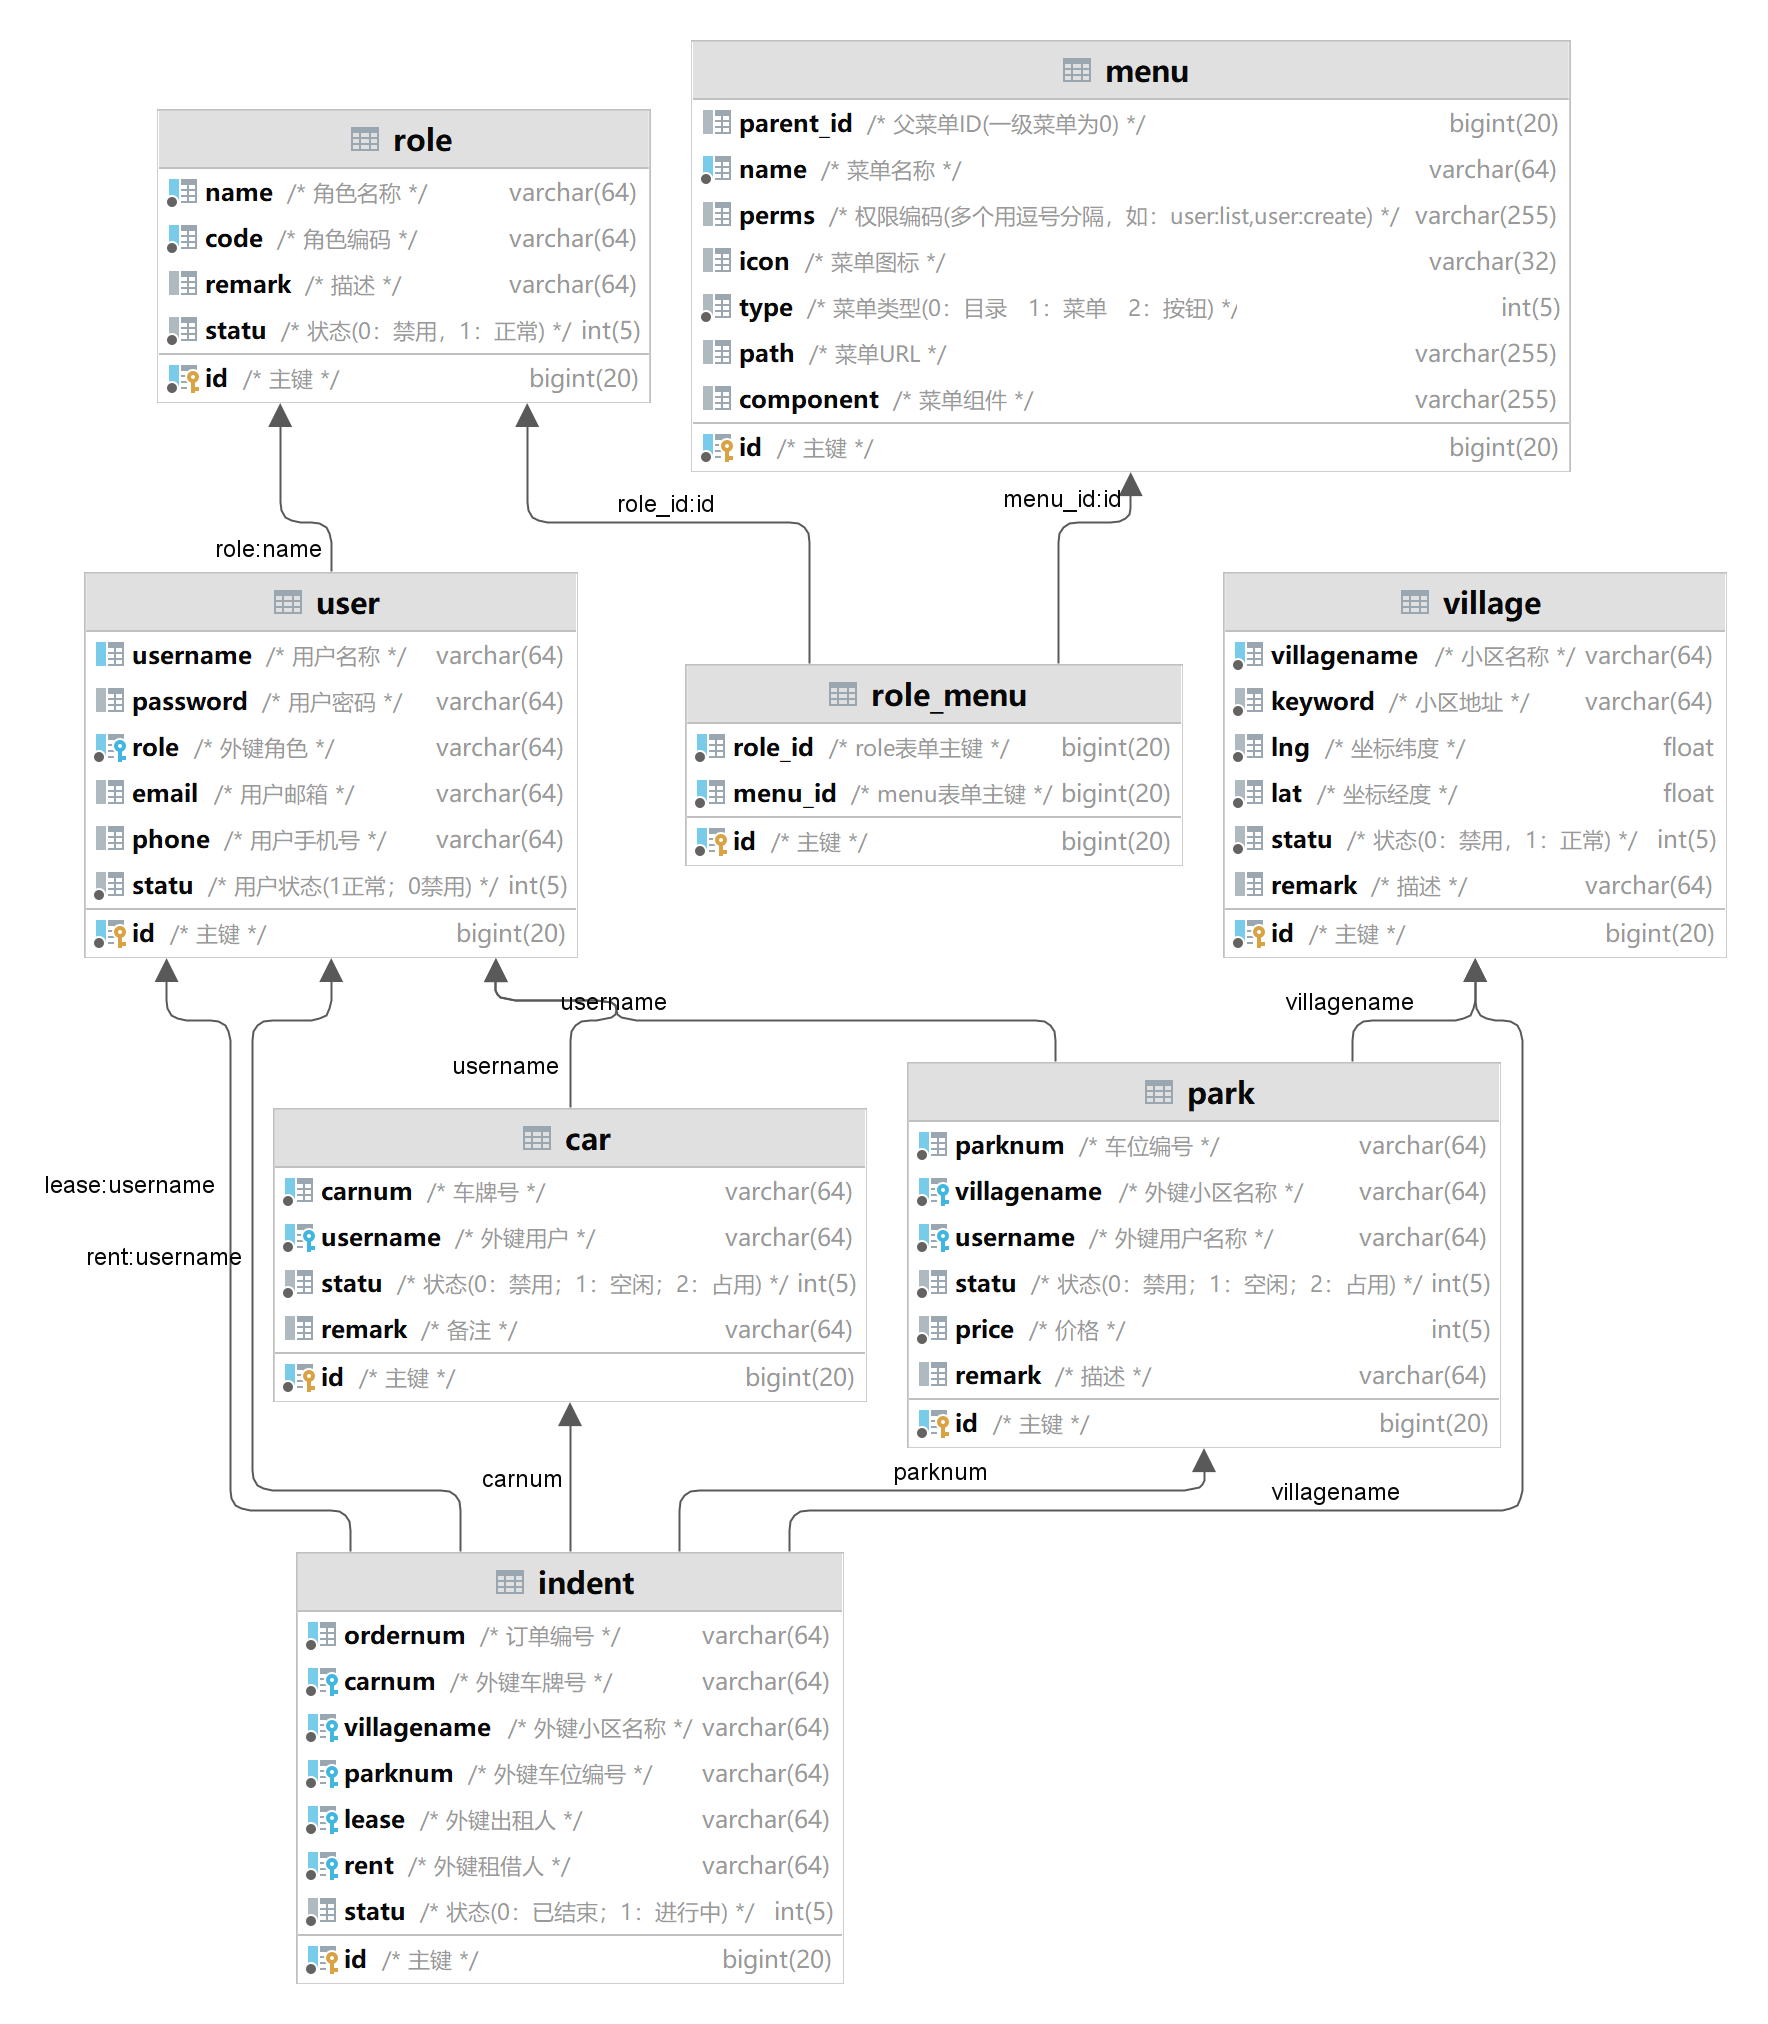 menu
parent_id /* 父菜单ID(一级菜单为0) */ bigint(20)
name /* 菜单名称 */ varchar(64)
perms /* 权限编码(多个用逗号分隔，如：user:list,user:create) */ varchar(255)
icon /* 菜单图标 */ varchar(32)
type /* 菜单类型(0：目录 1：菜单 2：按钮) */ int(5)
path /* 菜单URL */ varchar(255)
component /* 菜单组件 */ varchar(255)
id /* 主键 */ bigint(20)
role
name /* 角色名称 */ varchar(64)
code /* 角色编码 */ varchar(64)
remark /* 描述 */ varchar(64)
statu /* 状态(0：禁用，1：正常) */ int(5)
id /* 主键 */ bigint(20)
role_id:id
menu_id:id
role:name
user
username /* 用户名称 */ varchar(64)
password /* 用户密码 */ varchar(64)
role /* 外键角色 */ varchar(64)
email /* 用户邮箱 */ varchar(64)
phone /* 用户手机号 */ varchar(64)
statu /* 用户状态(1正常；0禁用) */ int(5)
id /* 主键 */ bigint(20)
role_menu
role_id /* role表单主键 */ bigint(20)
menu_id /* menu表单主键 */ bigint(20)
id /* 主键 */ bigint(20)
village
villagename /* 小区名称 */ varchar(64)
keyword /* 小区地址 */ varchar(64)
lng /* 坐标纬度 */ float
lat /* 坐标经度 */ float
statu /* 状态(0：禁用，1：正常) */ int(5)
remark /* 描述 */ varchar(64)
id /* 主键 */ bigint(20)
username
villagename
username
lease:username
rent:username
car
carnum /* 车牌号 */ varchar(64)
username /* 外键用户 */ varchar(64)
statu /* 状态(0：禁用；1：空闲；2：占用) */ int(5)
remark /* 备注 */ varchar(64)
id /* 主键 */ bigint(20)
park
parknum /* 车位编号 */ varchar(64)
villagename /* 外键小区名称 */ varchar(64)
username /* 外键用户名称 */ varchar(64)
statu /* 状态(0：禁用；1：空闲；2：占用) */ int(5)
price /* 价格 */ int(5)
remark /* 描述 */ varchar(64)
id /* 主键 */ bigint(20)
carnum
parknum
villagename
indent
ordernum /* 订单编号 */ varchar(64)
carnum /* 外键车牌号 */ varchar(64)
villagename /* 外键小区名称 */ varchar(64)
parknum /* 外键车位编号 */ varchar(64)
lease /* 外键出租人 */ varchar(64)
rent /* 外键租借人 */ varchar(64)
statu /* 状态(0：已结束；1：进行中) */ int(5)
id /* 主键 */ bigint(20)